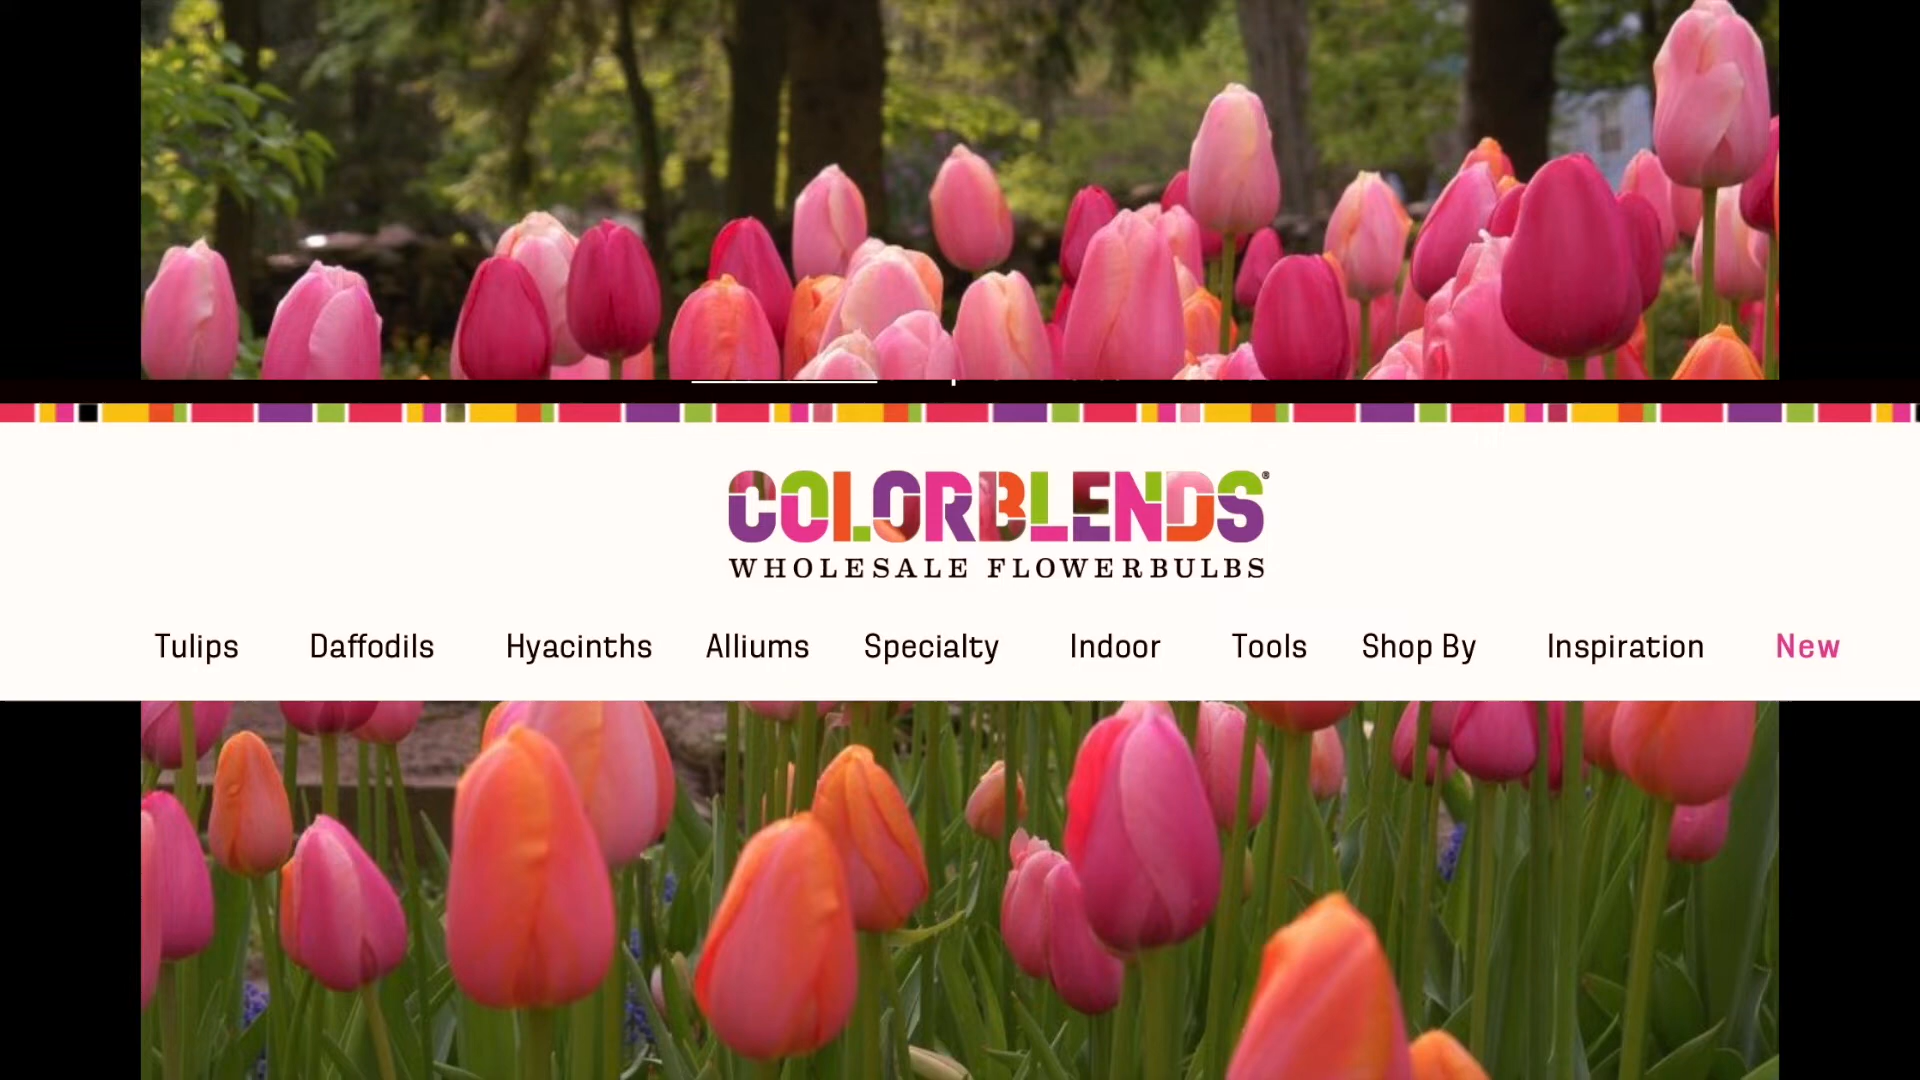 COLORBLENDS®
WHOLESALE FLOWERBULBS
Tulips Daffodils Hyacinths Alliums Specialty Indoor Tools Shop By Inspiration New